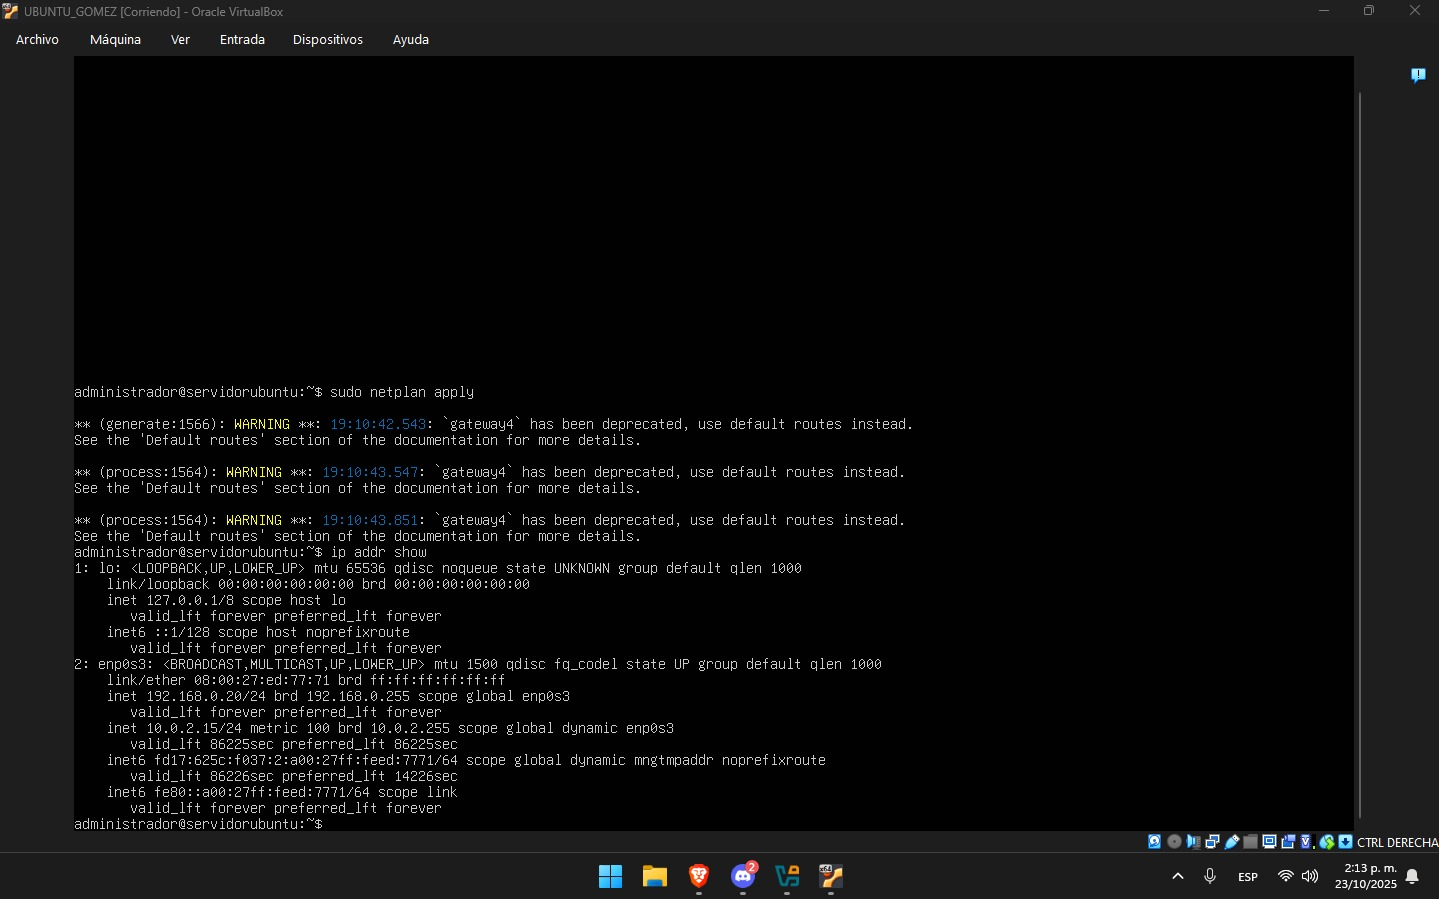 UBUNTU_GOMEZ [Corriendo] - Oracle VirtualBox
Archivo Máquina Ver Entrada Dispositivos Ayuda
administrador@servidorubuntu:~$ sudo netplan apply
** (generate:1566): WARNING **: 19:10:42.543: `gateway4` has been deprecated, use default routes instead.
See the 'Default routes' section of the documentation for more details.
** (process:1564): WARNING **: 19:10:43.547: `gateway4` has been deprecated, use default routes instead.
See the 'Default routes' section of the documentation for more details.
** (process:1564): WARNING **: 19:10:43.851: `gateway4` has been deprecated, use default routes instead.
See the 'Default routes' section of the documentation for more details.
administrador@servidorubuntu:~$ ip addr show
1: lo: <LOOPBACK,UP,LOWER_UP> mtu 65536 qdisc noqueue state UNKNOWN group default qlen 1000
link/loopback 00:00:00:00:00:00 brd 00:00:00:00:00:00
inet 127.0.0.1/8 scope host lo
valid_lft forever preferred_lft forever
inet6 ::1/128 scope host noprefixroute
valid_lft forever preferred_lft forever
2: enp0s3: <BROADCAST,MULTICAST,UP,LOWER_UP> mtu 1500 qdisc fq_codel state UP group default qlen 1000
link/ether 08:00:27:ed:77:71 brd ff:ff:ff:ff:ff:ff
inet 192.168.0.20/24 brd 192.168.0.255 scope global enp0s3
valid_lft forever preferred_lft forever
inet 10.0.2.15/24 metric 100 brd 10.0.2.255 scope global dynamic enp0s3
valid_lft 86225sec preferred_lft 86225sec
inet6 fd17:625c:f037:2:a00:27ff:feed:7771/64 scope global dynamic mngtmpaddr noprefixroute
valid_lft 86226sec preferred_lft 14226sec
inet6 fe80::a00:27ff:feed:7771/64 scope link
valid_lft forever preferred_lft forever
administrador@servidorubuntu:~$
CTRL DERECHA
2
ESP
2:13 p. m.
23/10/2025